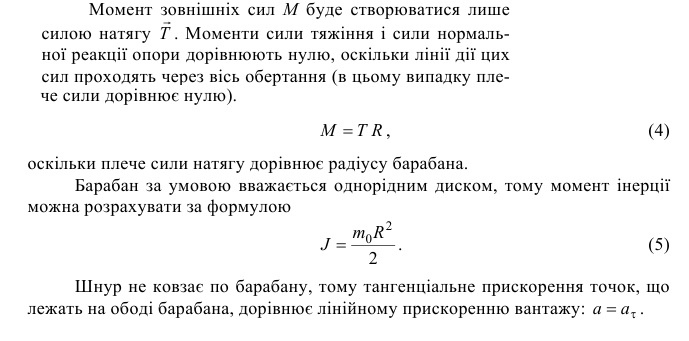 Момент зовнішніх сил M буде створюватися лише
силою натягу T⃗. Моменти сили тяжіння і сили нормаль-
ної реакції опори дорівнюють нулю, оскільки лінії дії цих
сил проходять через вісь обертання (в цьому випадку пле-
че сили дорівнює нулю).
M = T R , (4)
оскільки плече сили натягу дорівнює радіусу барабана.
Барабан за умовою вважається однорідним диском, тому момент інерції
можна розрахувати за формулою
J = m₀R²/2 . (5)
Шнур не ковзає по барабану, тому тангенціальне прискорення точок, що
лежать на ободі барабана, дорівнює лінійному прискоренню вантажу: a = a_τ .